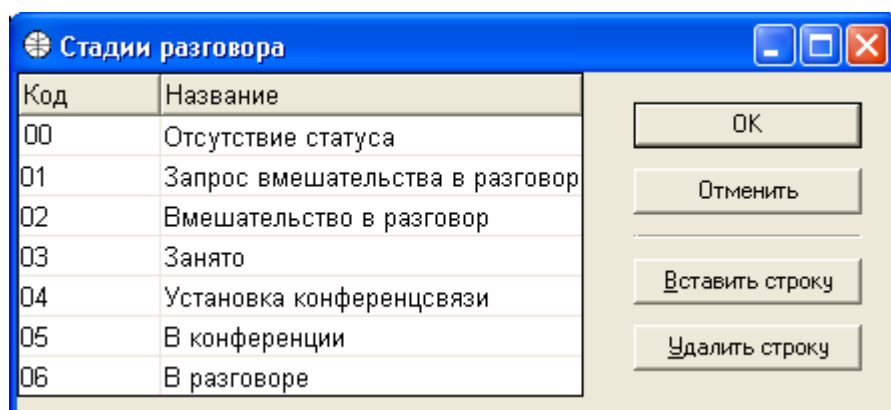 Стадии разговора
Код Название
00 Отсутствие статуса
01 Запрос вмешательства в разговор
02 Вмешательство в разговор
03 Занято
04 Установка конференцсвязи
05 В конференции
06 В разговоре
OK
Отменить
Вставить строку
Удалить строку